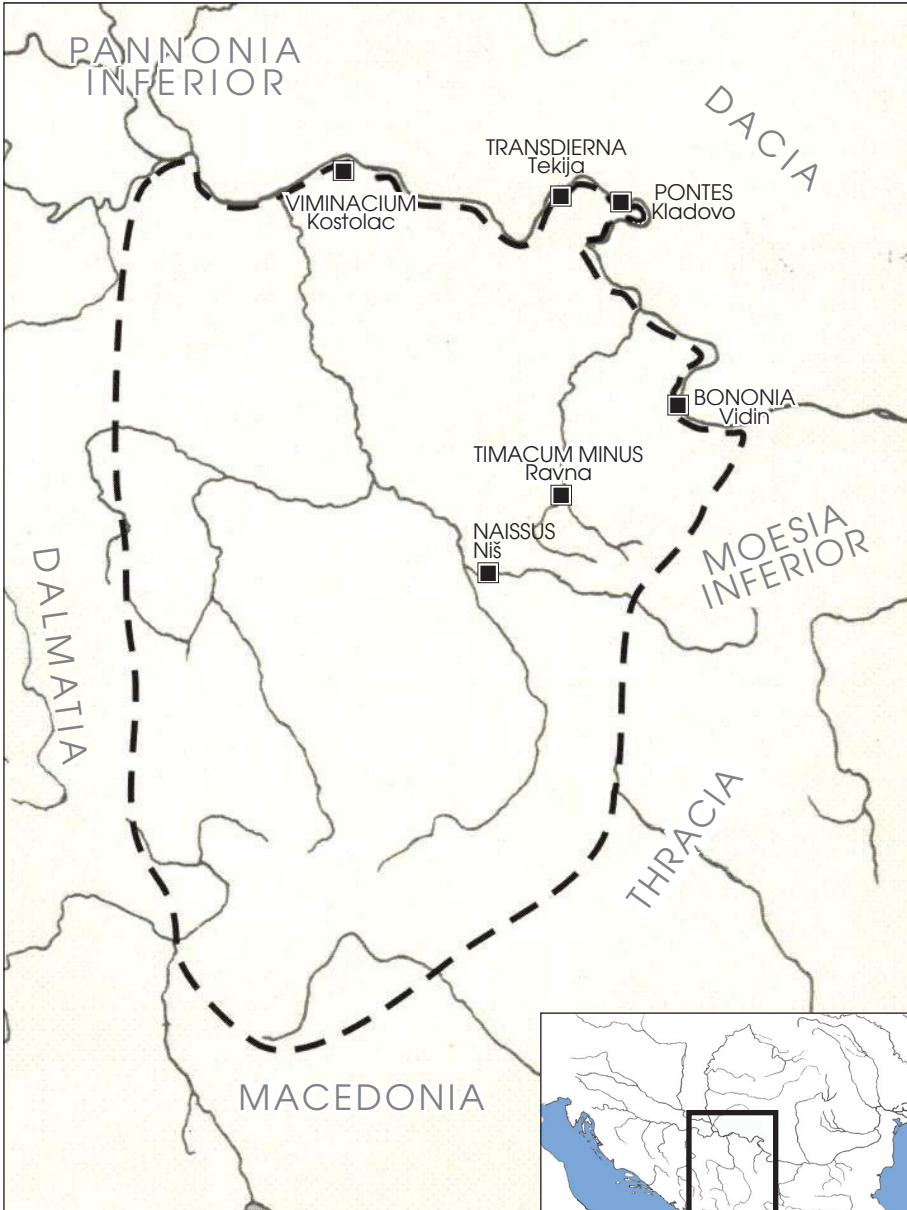 PANNONIA
INFERIOR
DACIA
TRANSDIERNA
Tekija
PONTES
Kladovo
VIMINACIUM
Kostolac
BONONIA
Vidin
TIMACUM MINUS
Ravna
NAISSUS
Niš
MOESIA
INFERIOR
DALMATIA
THRACIA
MACEDONIA